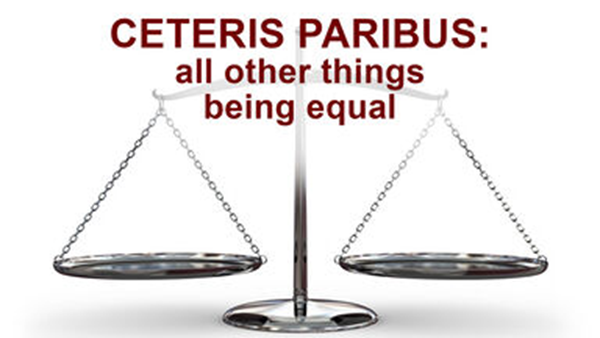 CETERIS PARIBUS:
all other things
being equal